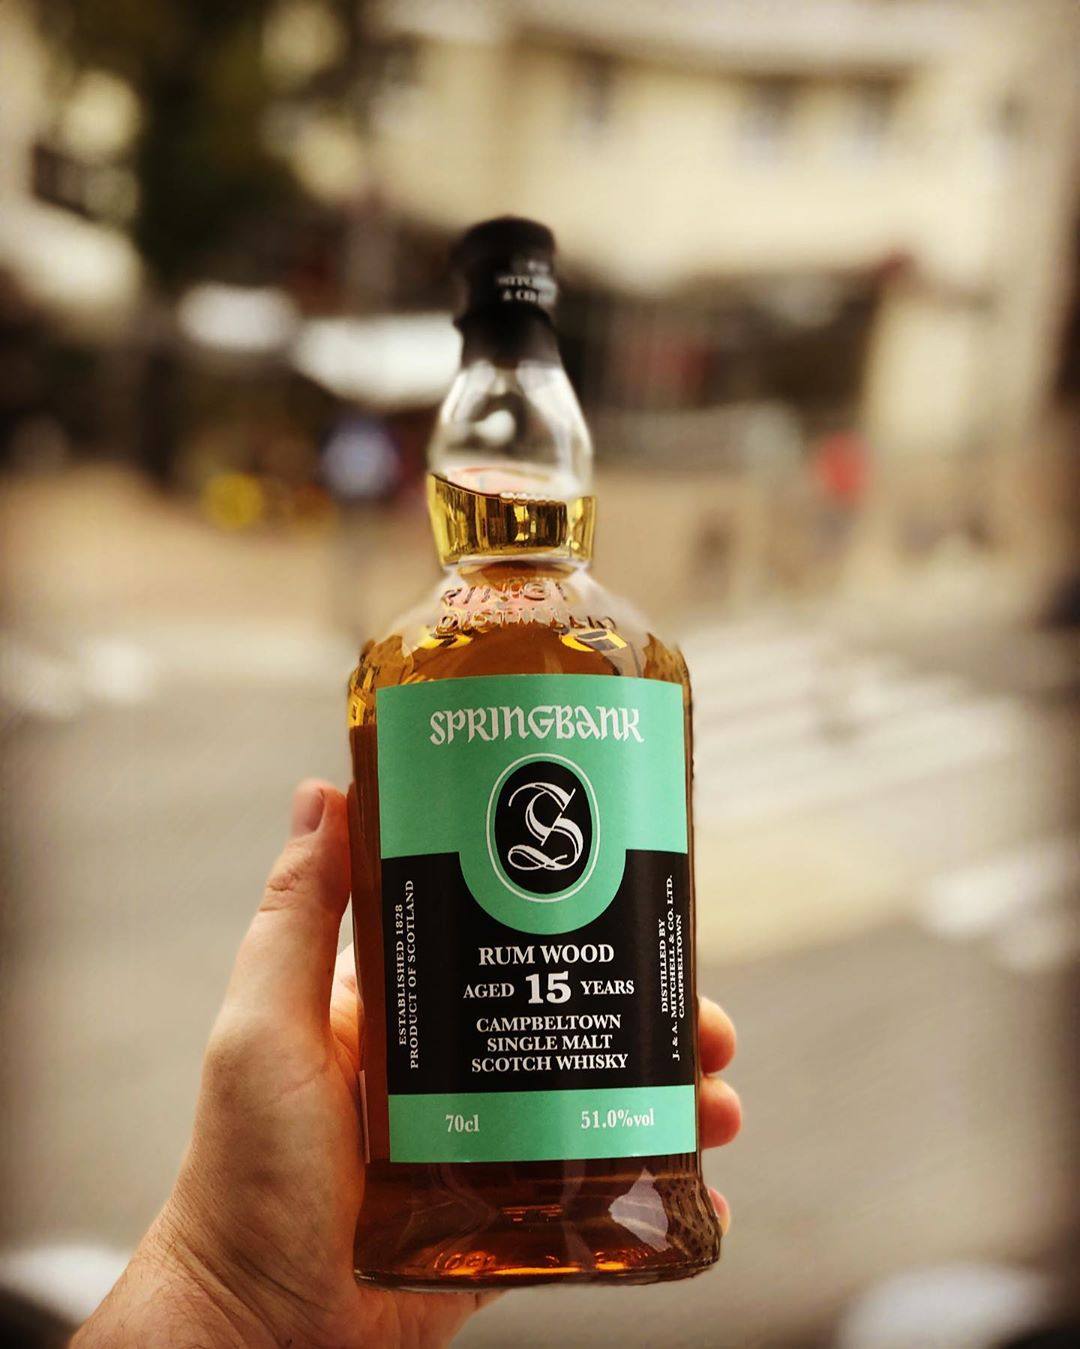 SPRINGBANK
S
RUM WOOD
AGED 15 YEARS
CAMPBELTOWN
SINGLE MALT
SCOTCH WHISKY
70cl 51.0%vol
ESTABLISHED 1828
PRODUCT OF SCOTLAND
DISTILLED BY
J. & A. MITCHELL & CO. LTD.
CAMPBELTOWN